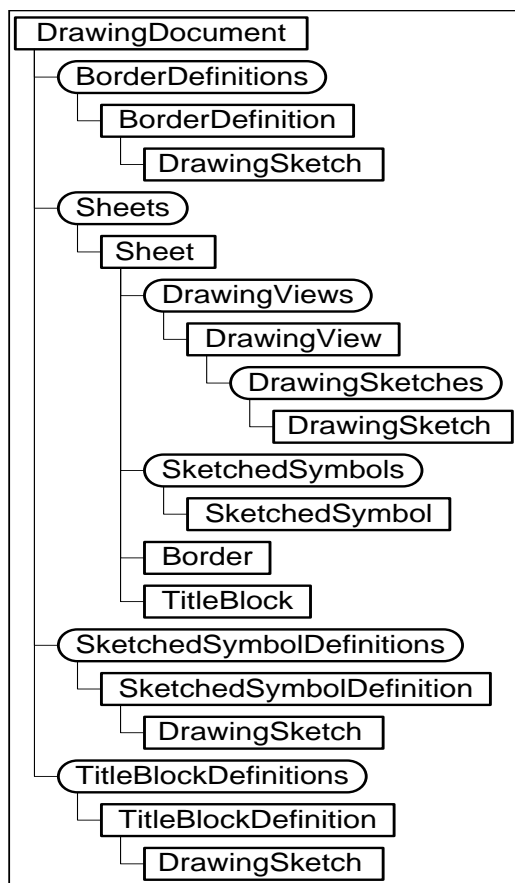 DrawingDocument
BorderDefinitions
BorderDefinition
DrawingSketch
Sheets
Sheet
DrawingViews
DrawingView
DrawingSketches
DrawingSketch
SketchedSymbols
SketchedSymbol
Border
TitleBlock
SketchedSymbolDefinitions
SketchedSymbolDefinition
DrawingSketch
TitleBlockDefinitions
TitleBlockDefinition
DrawingSketch